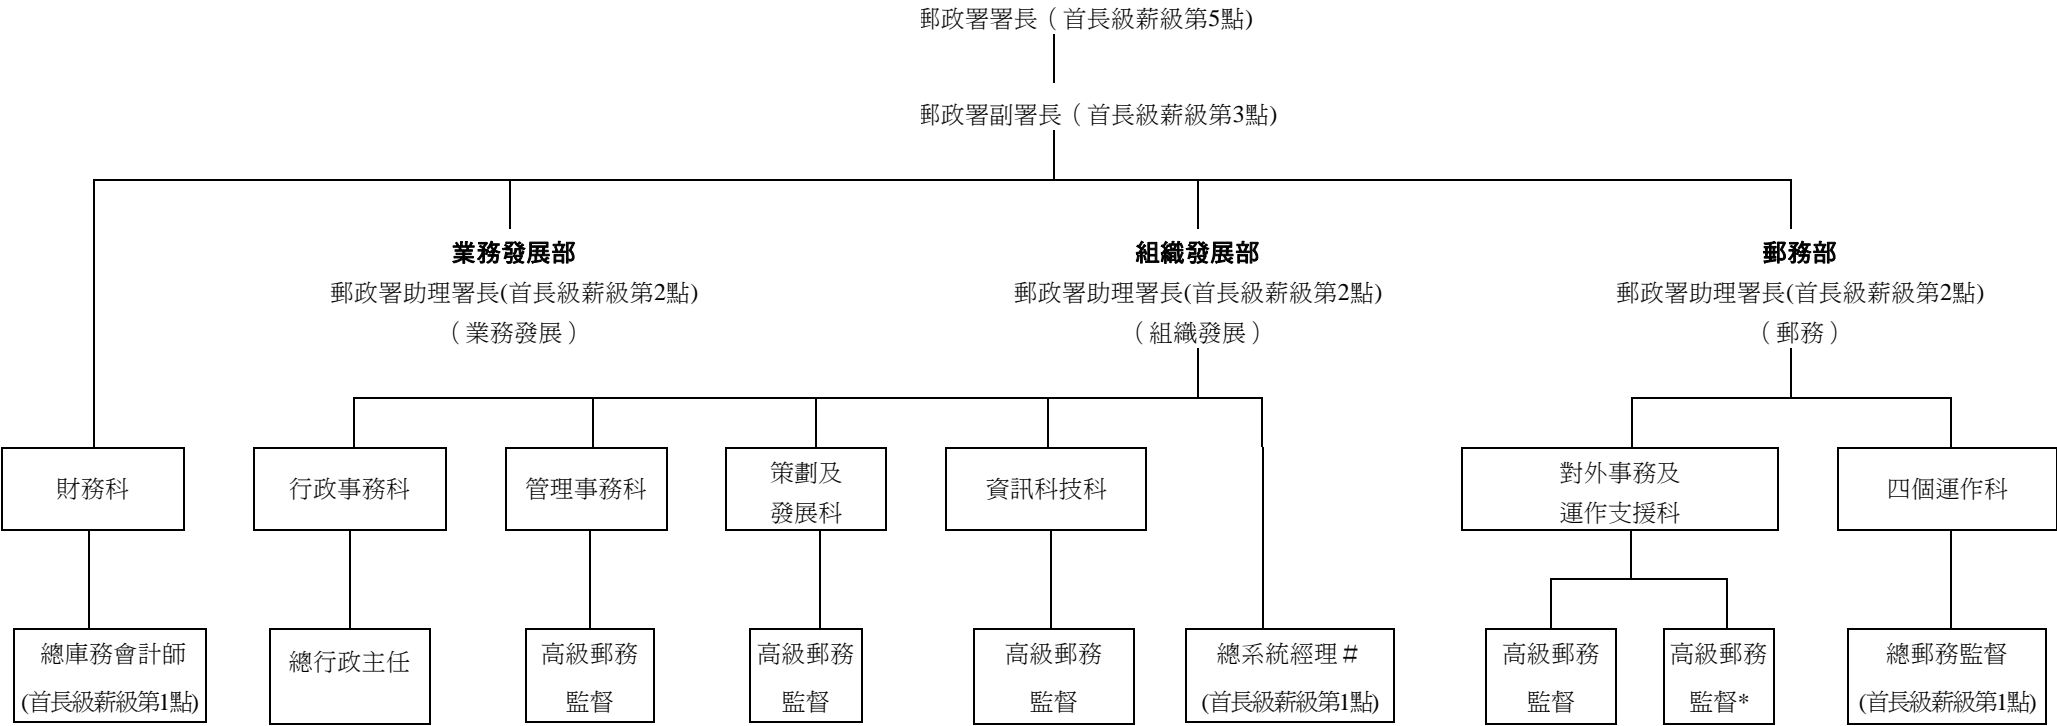 郵政署署長（首長級薪級第5點)
郵政署副署長（首長級薪級第3點)
業務發展部
郵政署助理署長(首長級薪級第2點)
（業務發展）
組織發展部
郵政署助理署長(首長級薪級第2點)
（組織發展）
郵務部
郵政署助理署長(首長級薪級第2點)
（郵務）
財務科
行政事務科
管理事務科
策劃及
發展科
資訊科技科
對外事務及
運作支援科
四個運作科
總庫務會計師
(首長級薪級第1點)
總行政主任
高級郵務
監督
高級郵務
監督
高級郵務
監督
總系統經理＃
(首長級薪級第1點)
高級郵務
監督
高級郵務
監督*
總郵務監督
(首長級薪級第1點)